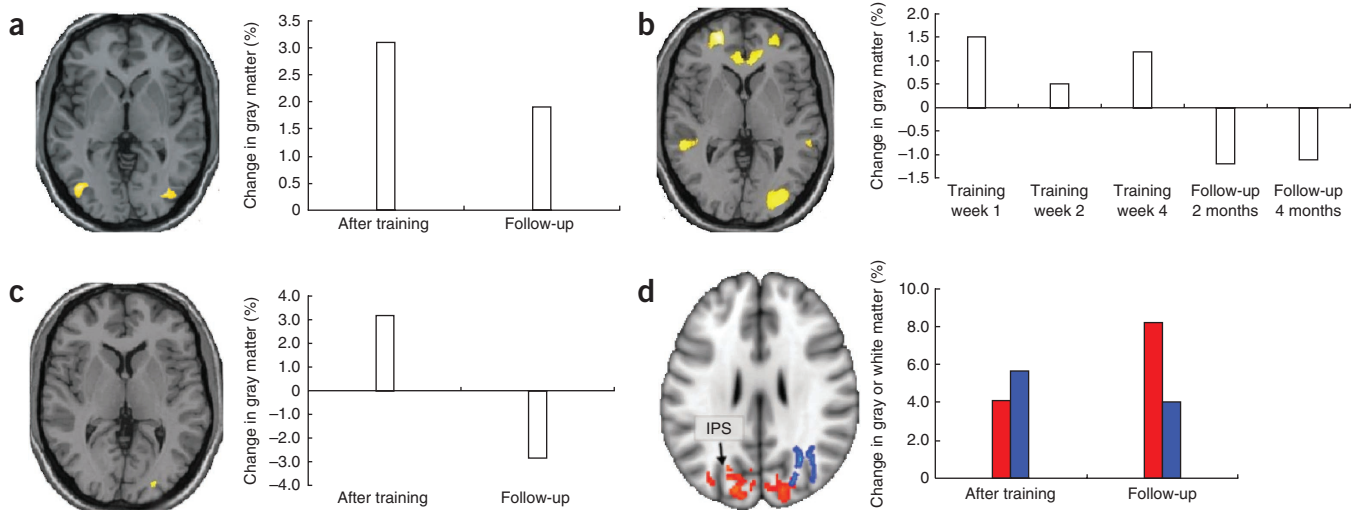 a
Change in gray matter (%)
3.5
3.0
2.5
2.0
1.5
1.0
0.5
0
After training
Follow-up
b
Change in gray matter (%)
2.0
1.5
1.0
0.5
0
–0.5
–1.0
–1.5
Training
week 1
Training
week 2
Training
week 4
Follow-up
2 months
Follow-up
4 months
c
Change in gray matter (%)
4.0
3.0
2.0
1.0
0
–1.0
–2.0
–3.0
–4.0
After training
Follow-up
d
IPS
Change in gray or white matter (%)
10.0
8.0
6.0
4.0
2.0
0
After training
Follow-up